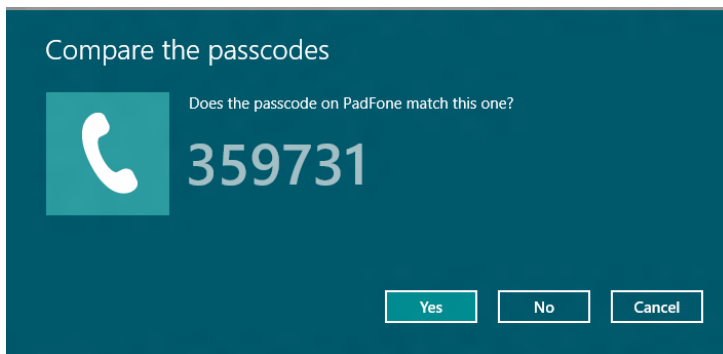 Compare the passcodes
Does the passcode on PadFone match this one?
359731
Yes No Cancel